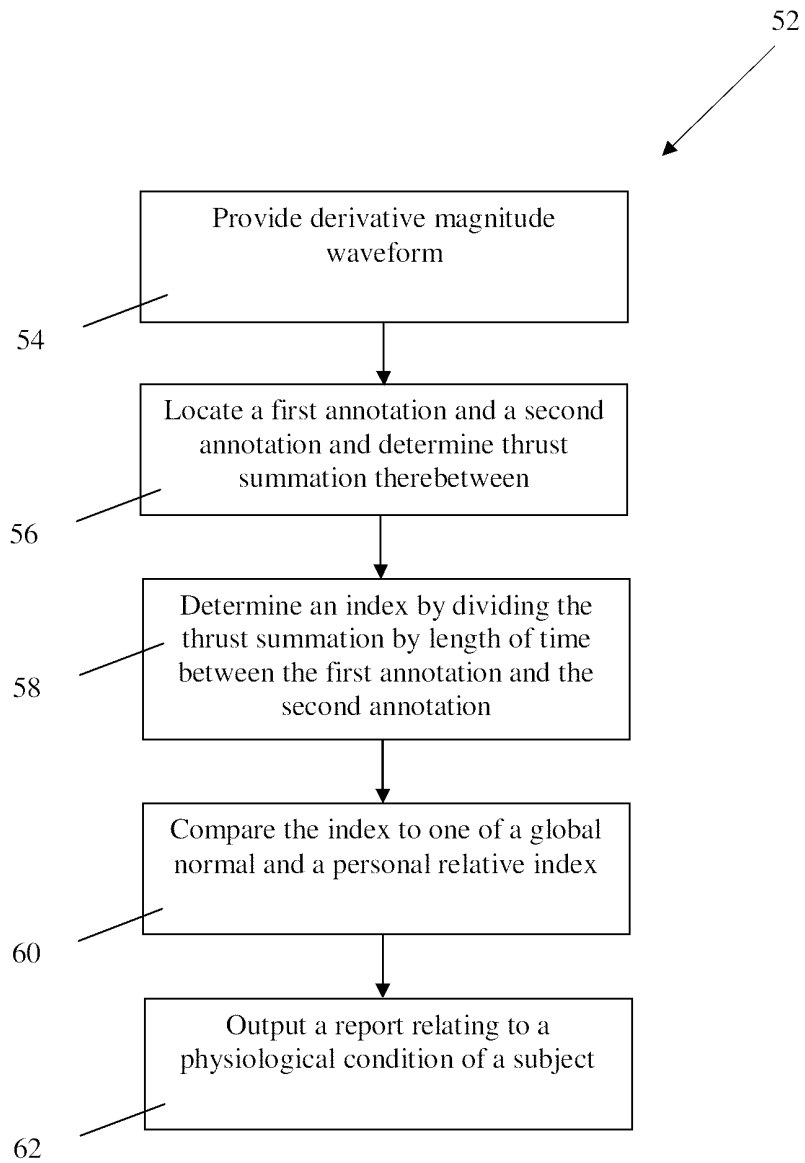 52
Provide derivative magnitude
waveform
54
Locate a first annotation and a second
annotation and determine thrust
summation therebetween
56
Determine an index by dividing the
thrust summation by length of time
between the first annotation and the
second annotation
58
Compare the index to one of a global
normal and a personal relative index
60
Output a report relating to a
physiological condition of a subject
62